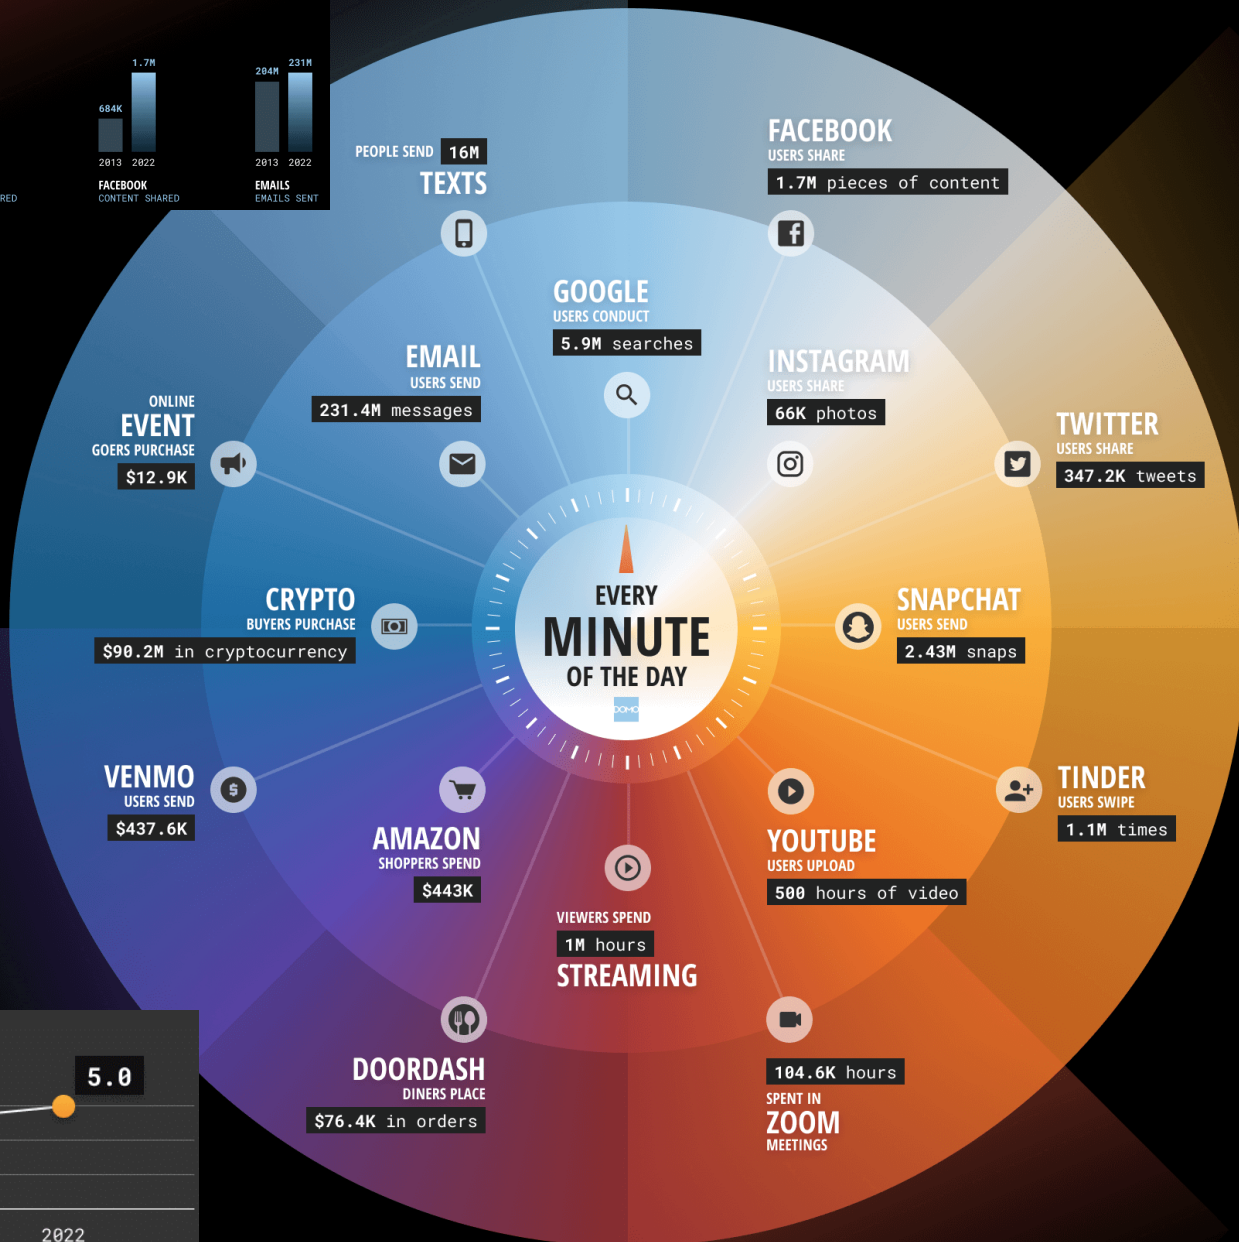 1.7M
684K
2013 2022
FACEBOOK
CONTENT SHARED
204M 231M
2013 2022
EMAILS
EMAILS SENT
RED
PEOPLE SEND 16M
TEXTS
FACEBOOK
USERS SHARE
1.7M pieces of content
GOOGLE
USERS CONDUCT
5.9M searches
EMAIL
USERS SEND
231.4M messages
INSTAGRAM
USERS SHARE
66K photos
ONLINE
EVENT
GOERS PURCHASE
$12.9K
TWITTER
USERS SHARE
347.2K tweets
CRYPTO
BUYERS PURCHASE
$90.2M in cryptocurrency
EVERY
MINUTE
OF THE DAY
DOMO
SNAPCHAT
USERS SEND
2.43M snaps
VENMO
USERS SEND
$437.6K
AMAZON
SHOPPERS SPEND
$443K
VIEWERS SPEND
1M hours
STREAMING
YOUTUBE
USERS UPLOAD
500 hours of video
TINDER
USERS SWIPE
1.1M times
DOORDASH
DINERS PLACE
$76.4K in orders
104.6K hours
SPENT IN
ZOOM
MEETINGS
5.0
2022